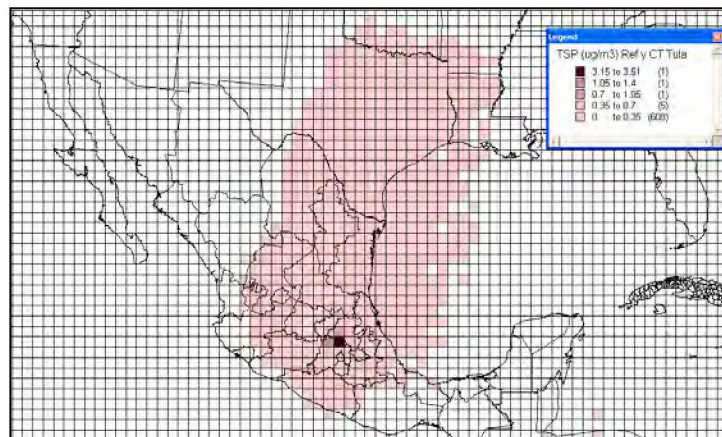 Legend
TSP (ug/m3) Ref y CT Tula
3.15 to 3.51 (1)
1.05 to 1.4 (1)
0.7 to 1.05 (1)
0.35 to 0.7 (5)
0 to 0.35 (608)